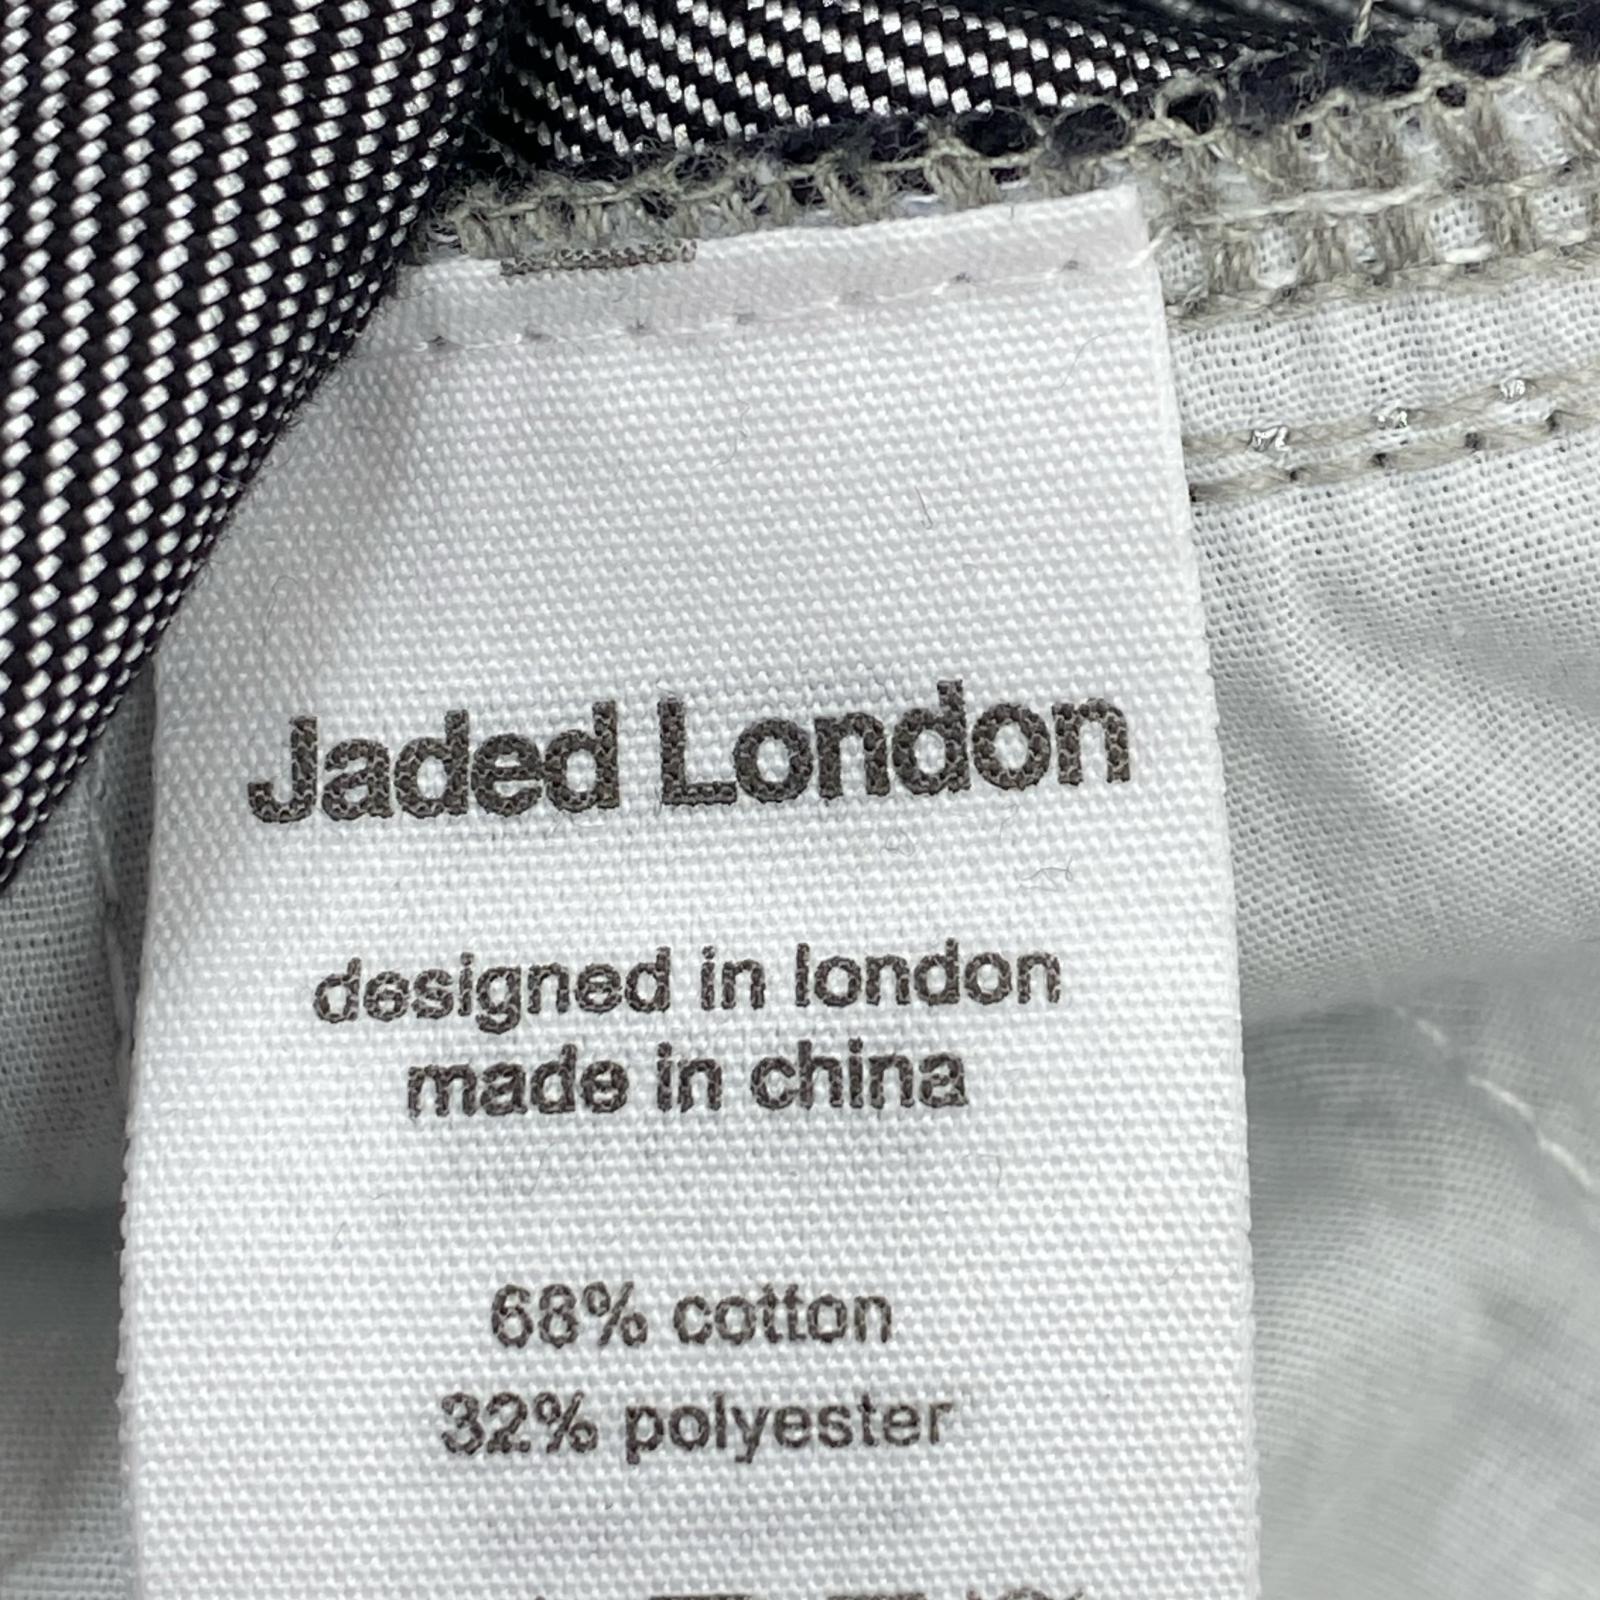 Jaded London
designed in london
made in china
68% cotton
32% polyester